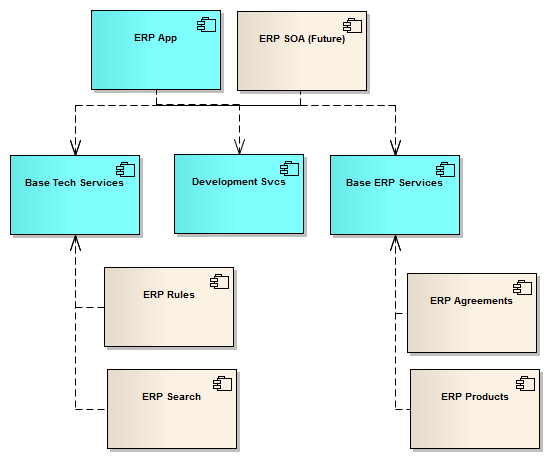 ERP App
ERP SOA (Future)
Base Tech Services
Development Svcs
Base ERP Services
ERP Rules
ERP Agreements
ERP Search
ERP Products